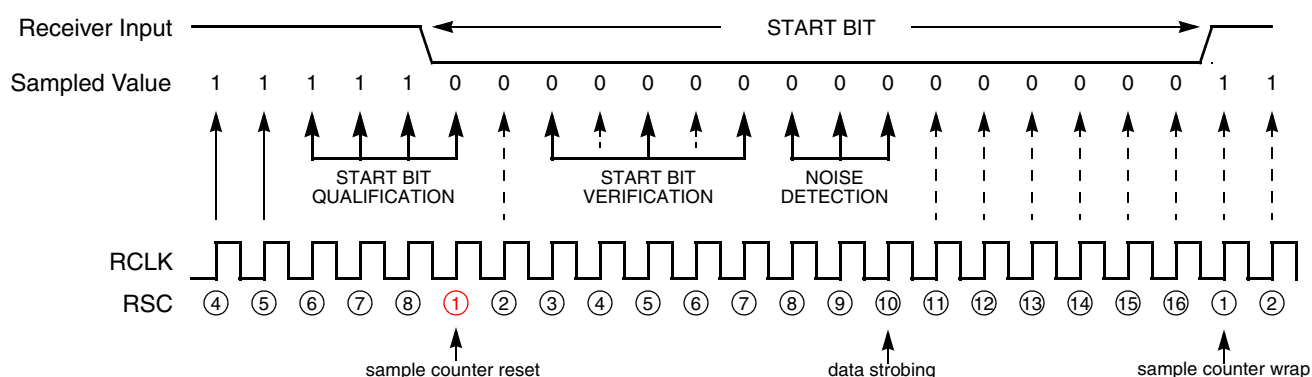 Receiver Input START BIT
Sampled Value 1 1 1 1 1 0 0 0 0 0 0 0 0 0 0 0 0 0 0 0 0 1 1
START BIT START BIT NOISE
QUALIFICATION VERIFICATION DETECTION
RCLK
RSC 4 5 6 7 8 1 2 3 4 5 6 7 8 9 10 11 12 13 14 15 16 1 2
sample counter reset data strobing sample counter wrap